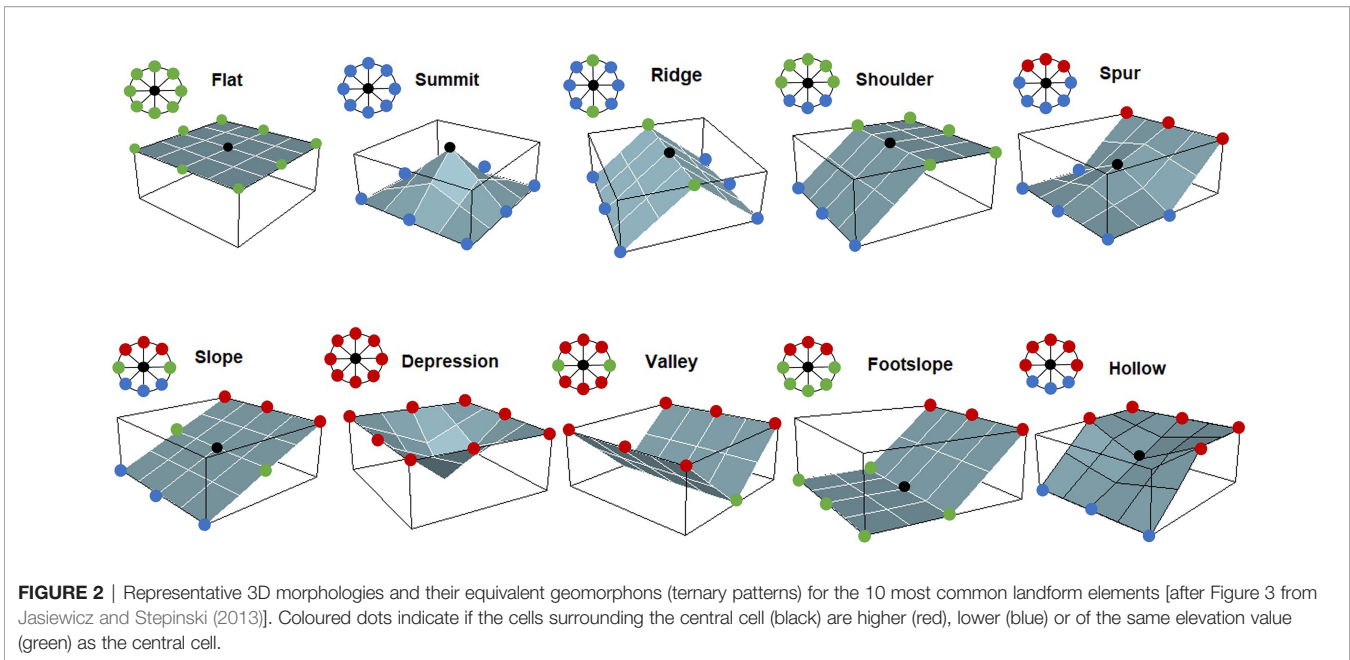 Flat
Summit
Ridge
Shoulder
Spur
Slope
Depression
Valley
Footslope
Hollow
FIGURE 2 | Representative 3D morphologies and their equivalent geomorphons (ternary patterns) for the 10 most common landform elements [after Figure 3 from
Jasiewicz and Stepinski (2013)]. Coloured dots indicate if the cells surrounding the central cell (black) are higher (red), lower (blue) or of the same elevation value
(green) as the central cell.